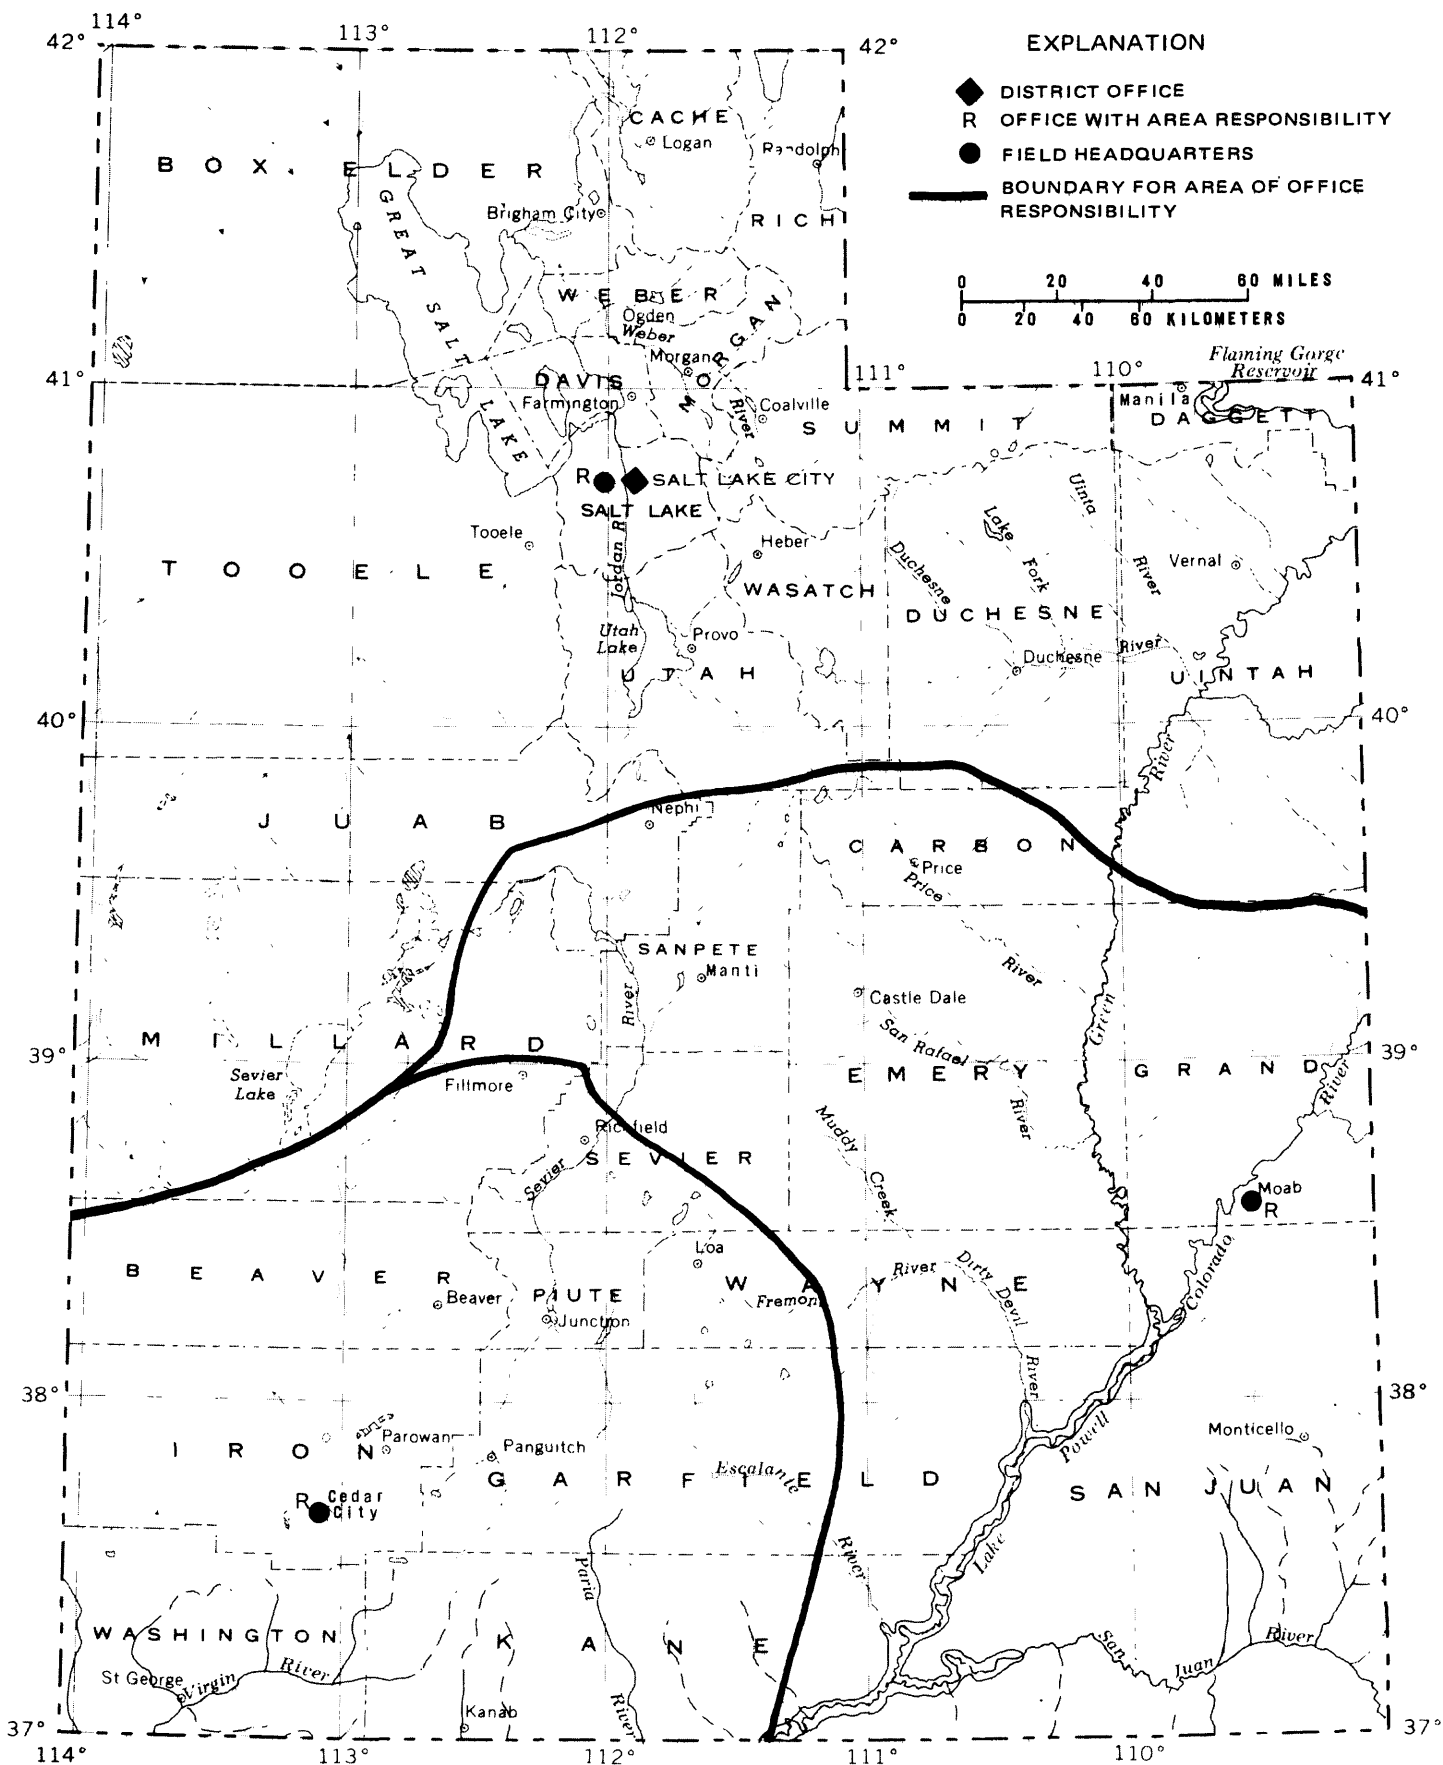 114°
113°
112°
42°
42°
EXPLANATION
DISTRICT OFFICE
R OFFICE WITH AREA RESPONSIBILITY
FIELD HEADQUARTERS
BOUNDARY FOR AREA OF OFFICE
RESPONSIBILITY
0 20 40 60 MILES
0 20 40 60 KILOMETERS
CACHE
Logan
Randolph
BOX ELDER
Brigham City
RICH
GREAT SALT LAKE
WEBER
Ogden
Weber
River
MORGAN
Morgan
41°
DAVIS
Farmington
Coalville
SUMMIT
111°
110°
Flaming Gorge
Reservoir
41°
Manila
DAGGETT
R
SALT LAKE CITY
SALT LAKE
Tooele
Jordan R
Heber
TOOELE
WASATCH
Duchesne
Lake
Fork
Uinta
River
Vernal
DUCHESNE
Utah
Lake
Provo
Duchesne
River
UTAH
UINTAH
40°
40°
River
JUAB
Nephi
CARBON
Price
Price
River
SANPETE
Manti
River
Castle Dale
Green
MILLARD
San Rafael
River
39°
39°
Sevier
Lake
Fillmore
EMERY
GRAND
River
Richfield
Muddy
Creek
SEVIER
Sevier
Moab
R
Loa
BEAVER
Beaver
PIUTE
Junction
WAYNE
Fremont
River
Dirty
Devil
River
Colorado
38°
38°
Parowan
Panguitch
Monticello
IRON
GARFIELD
Escalante
River
Powell
Lake
SAN JUAN
R
Cedar
City
Paria
River
WASHINGTON
KANE
St George
Virgin
River
Kanab
San
Juan
River
37°
37°
114°
113°
112°
111°
110°